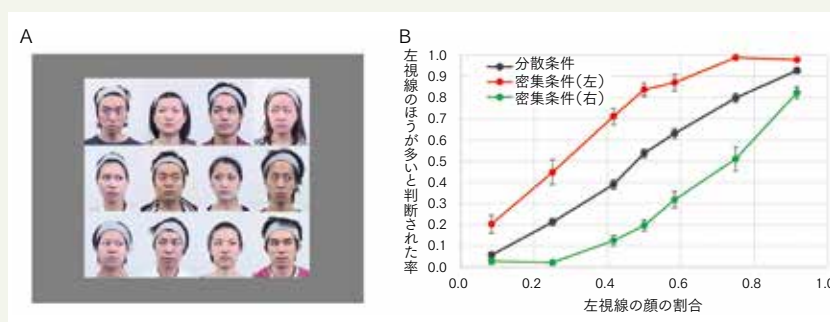 A
B
左視線のほうが多いと判断された率
1.0
0.9
0.8
0.7
0.6
0.5
0.4
0.3
0.2
0.1
0.0
分散条件
密集条件(左)
密集条件(右)
0.0 0.2 0.4 0.6 0.8 1.0
左視線の顔の割合